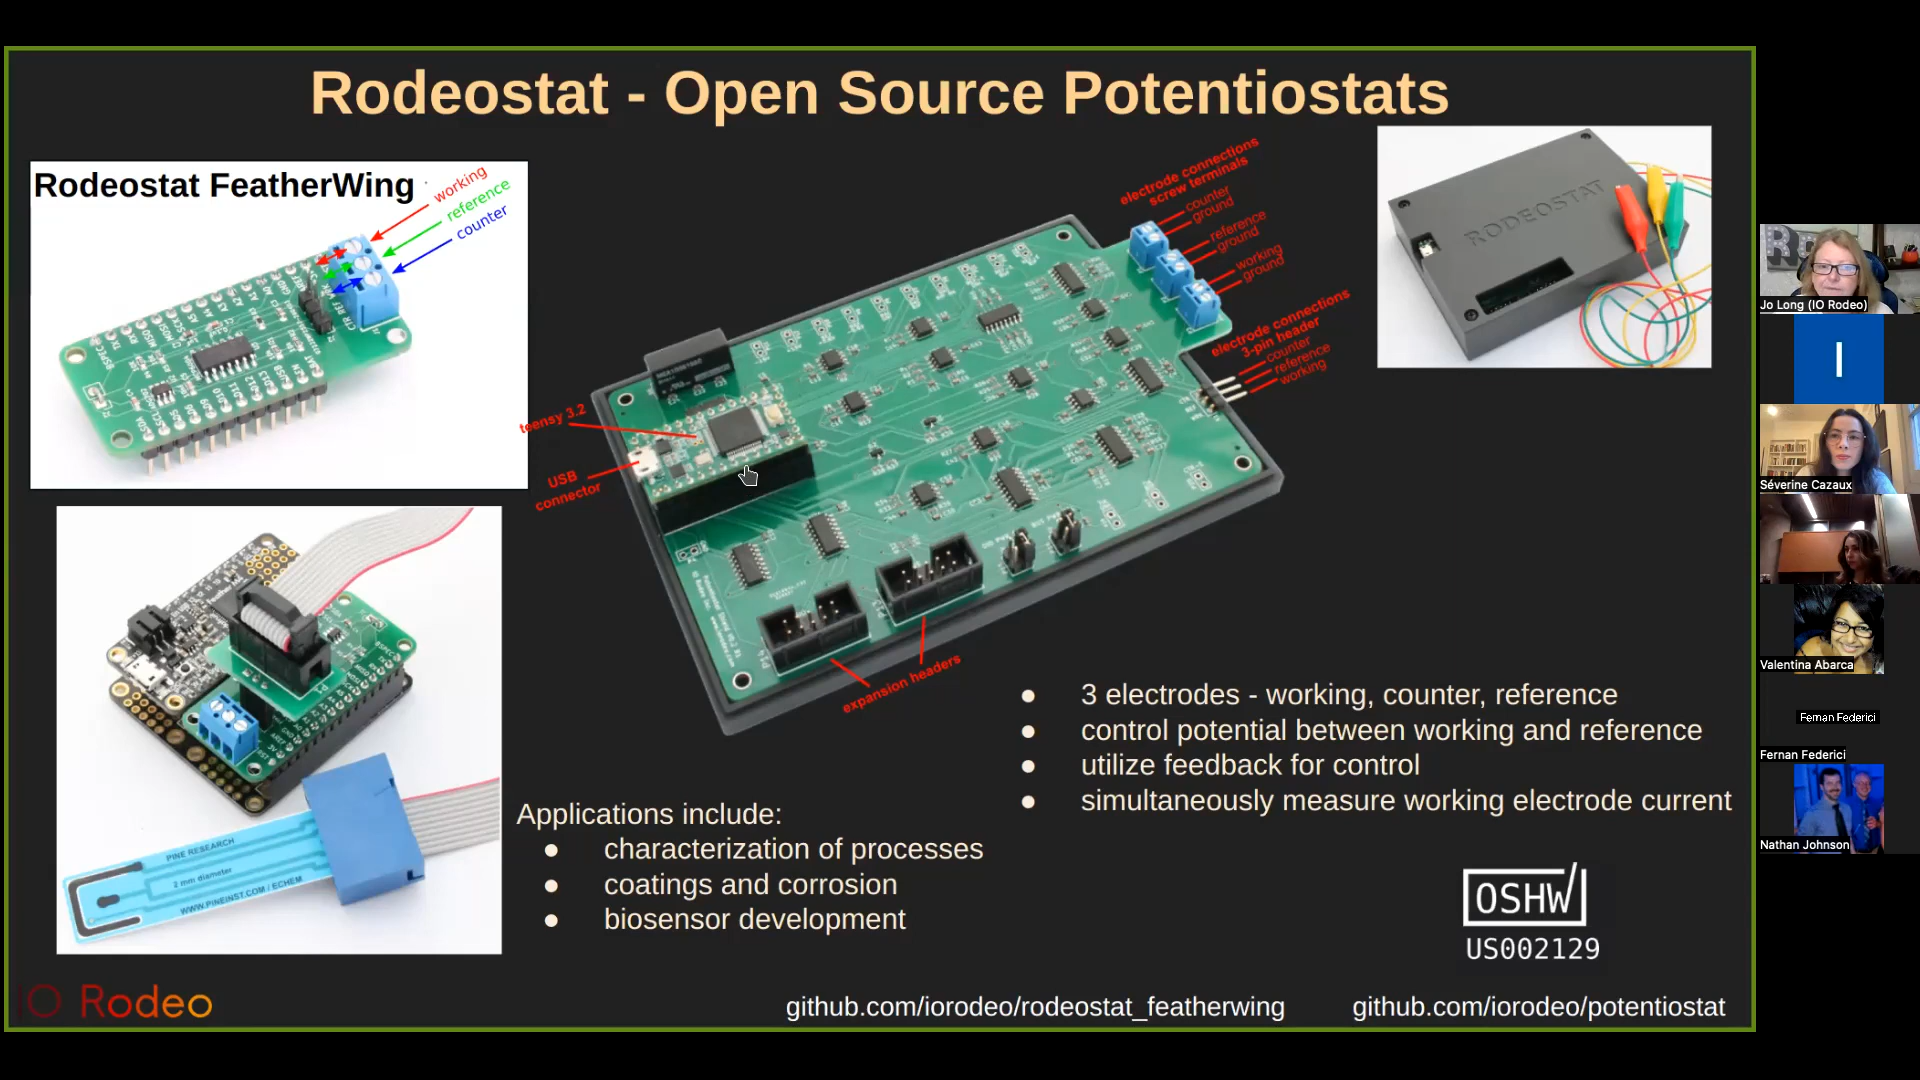 Rodeostat - Open Source Potentiostats
Rodeostat FeatherWing
working
reference
counter
electrode connections
screw terminals
counter
ground
reference
ground
working
ground
electrode connections
3-pin header
counter
reference
working
teensy 3.2
USB
connector
expansion headers
RODEOSTAT
PINE RESEARCH
2 mm diameter
WWW.PINEINST.COM / ECHEM
3 electrodes - working, counter, reference
control potential between working and reference
utilize feedback for control
simultaneously measure working electrode current
Applications include:
characterization of processes
coatings and corrosion
biosensor development
OSHW
US002129
IO Rodeo
github.com/iorodeo/rodeostat_featherwing
github.com/iorodeo/potentiostat
Jo Long (IO Rodeo)
I
Séverine Cazaux
Valentina Abarca
Fernan Federici
Fernan Federici
Nathan Johnson